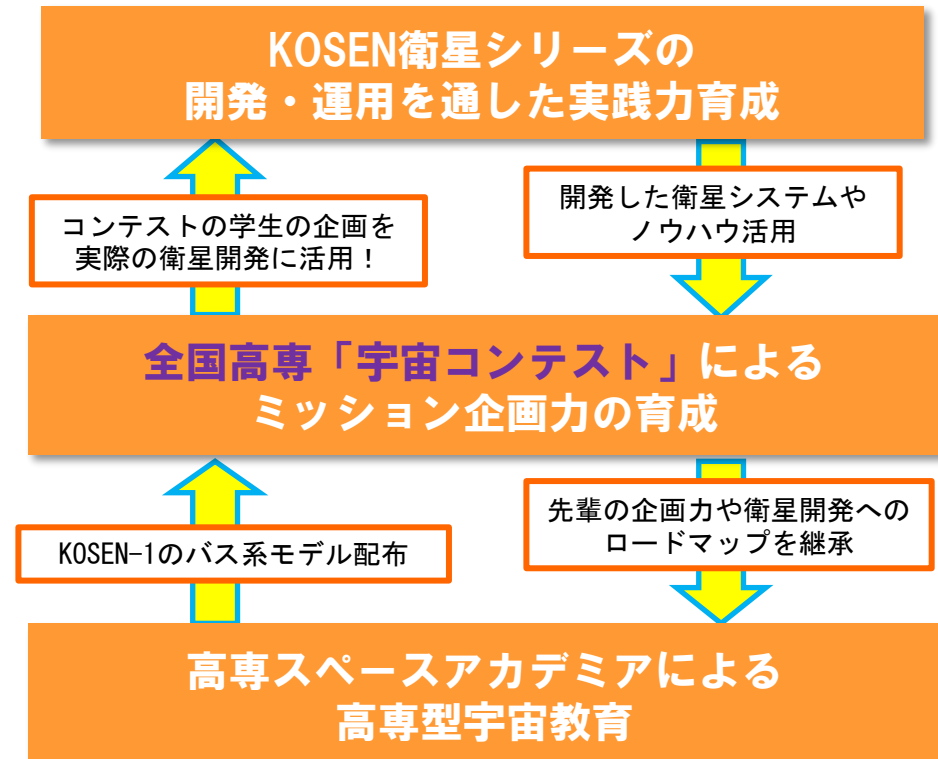 KOSEN衛星シリーズの
開発・運用を通した実践力育成
コンテストの学生の企画を
実際の衛星開発に活用！
開発した衛星システムや
ノウハウ活用
全国高専「宇宙コンテスト」による
ミッション企画力の育成
KOSEN-1のバス系モデル配布
先輩の企画力や衛星開発への
ロードマップを継承
高専スペースアカデミアによる
高専型宇宙教育